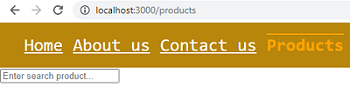 localhost:3000/products
Home About us Contact us Products
Enter search product...